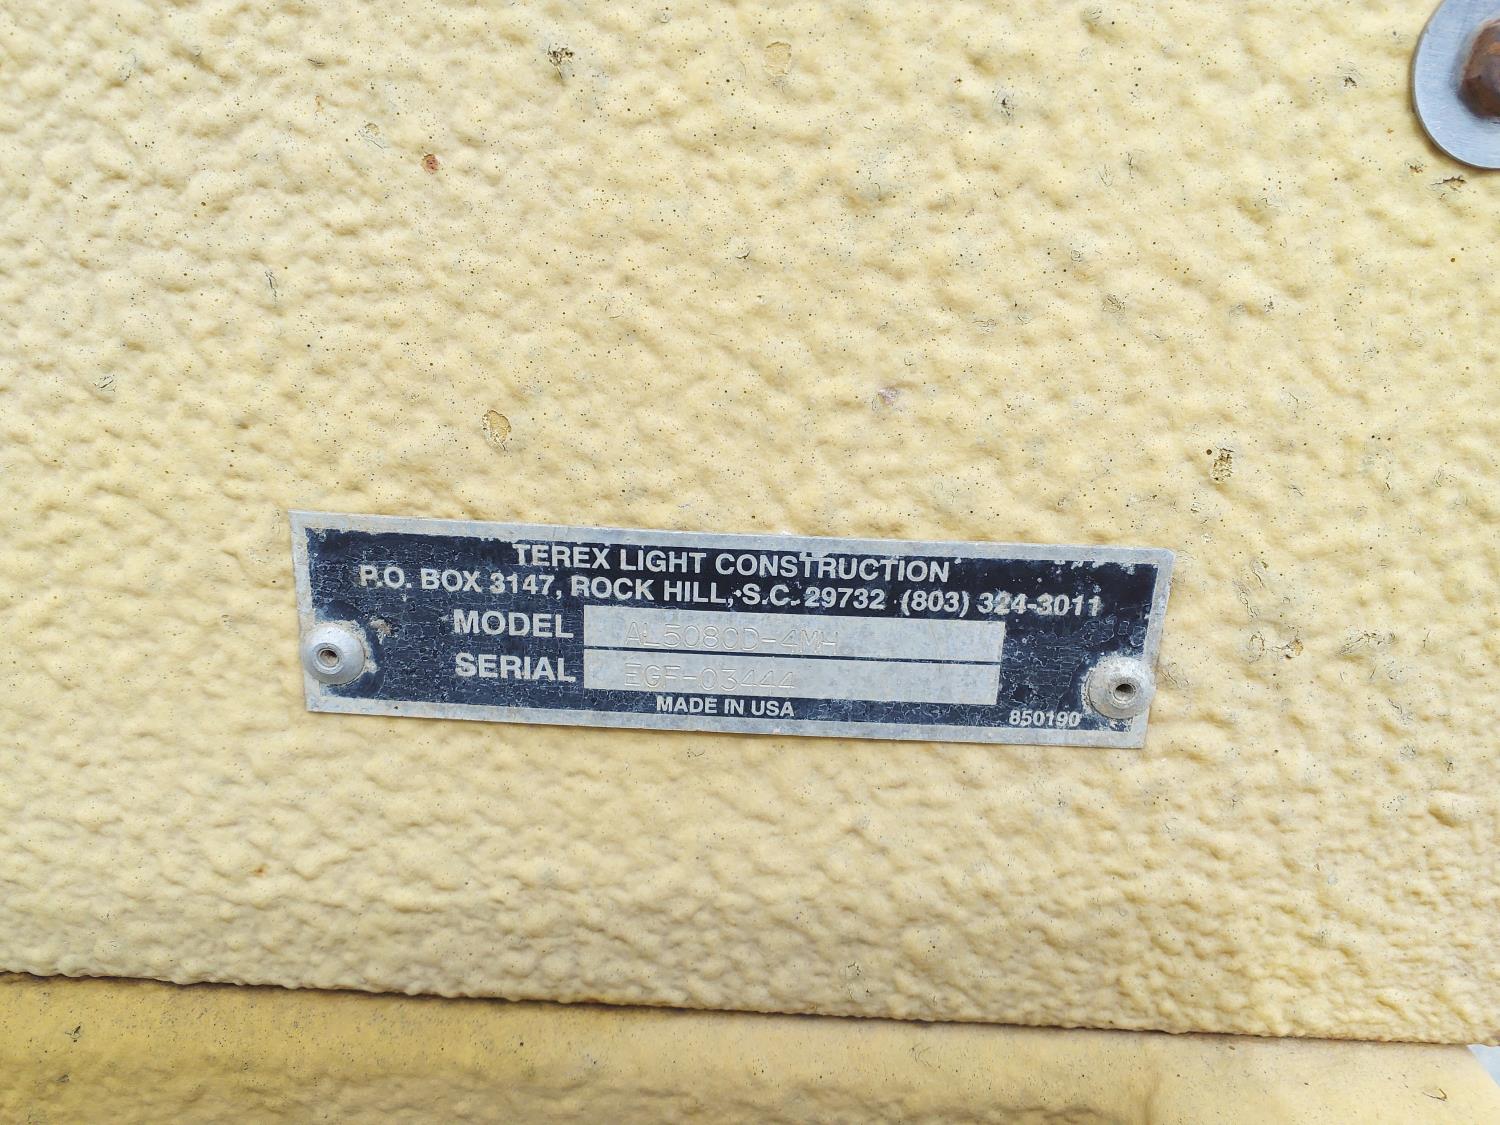 TEREX LIGHT CONSTRUCTION
P.O. BOX 3147, ROCK HILL, S.C. 29732 (803) 324-3011
MODEL AL5080D-4MH
SERIAL EGF-03444
MADE IN USA
850190